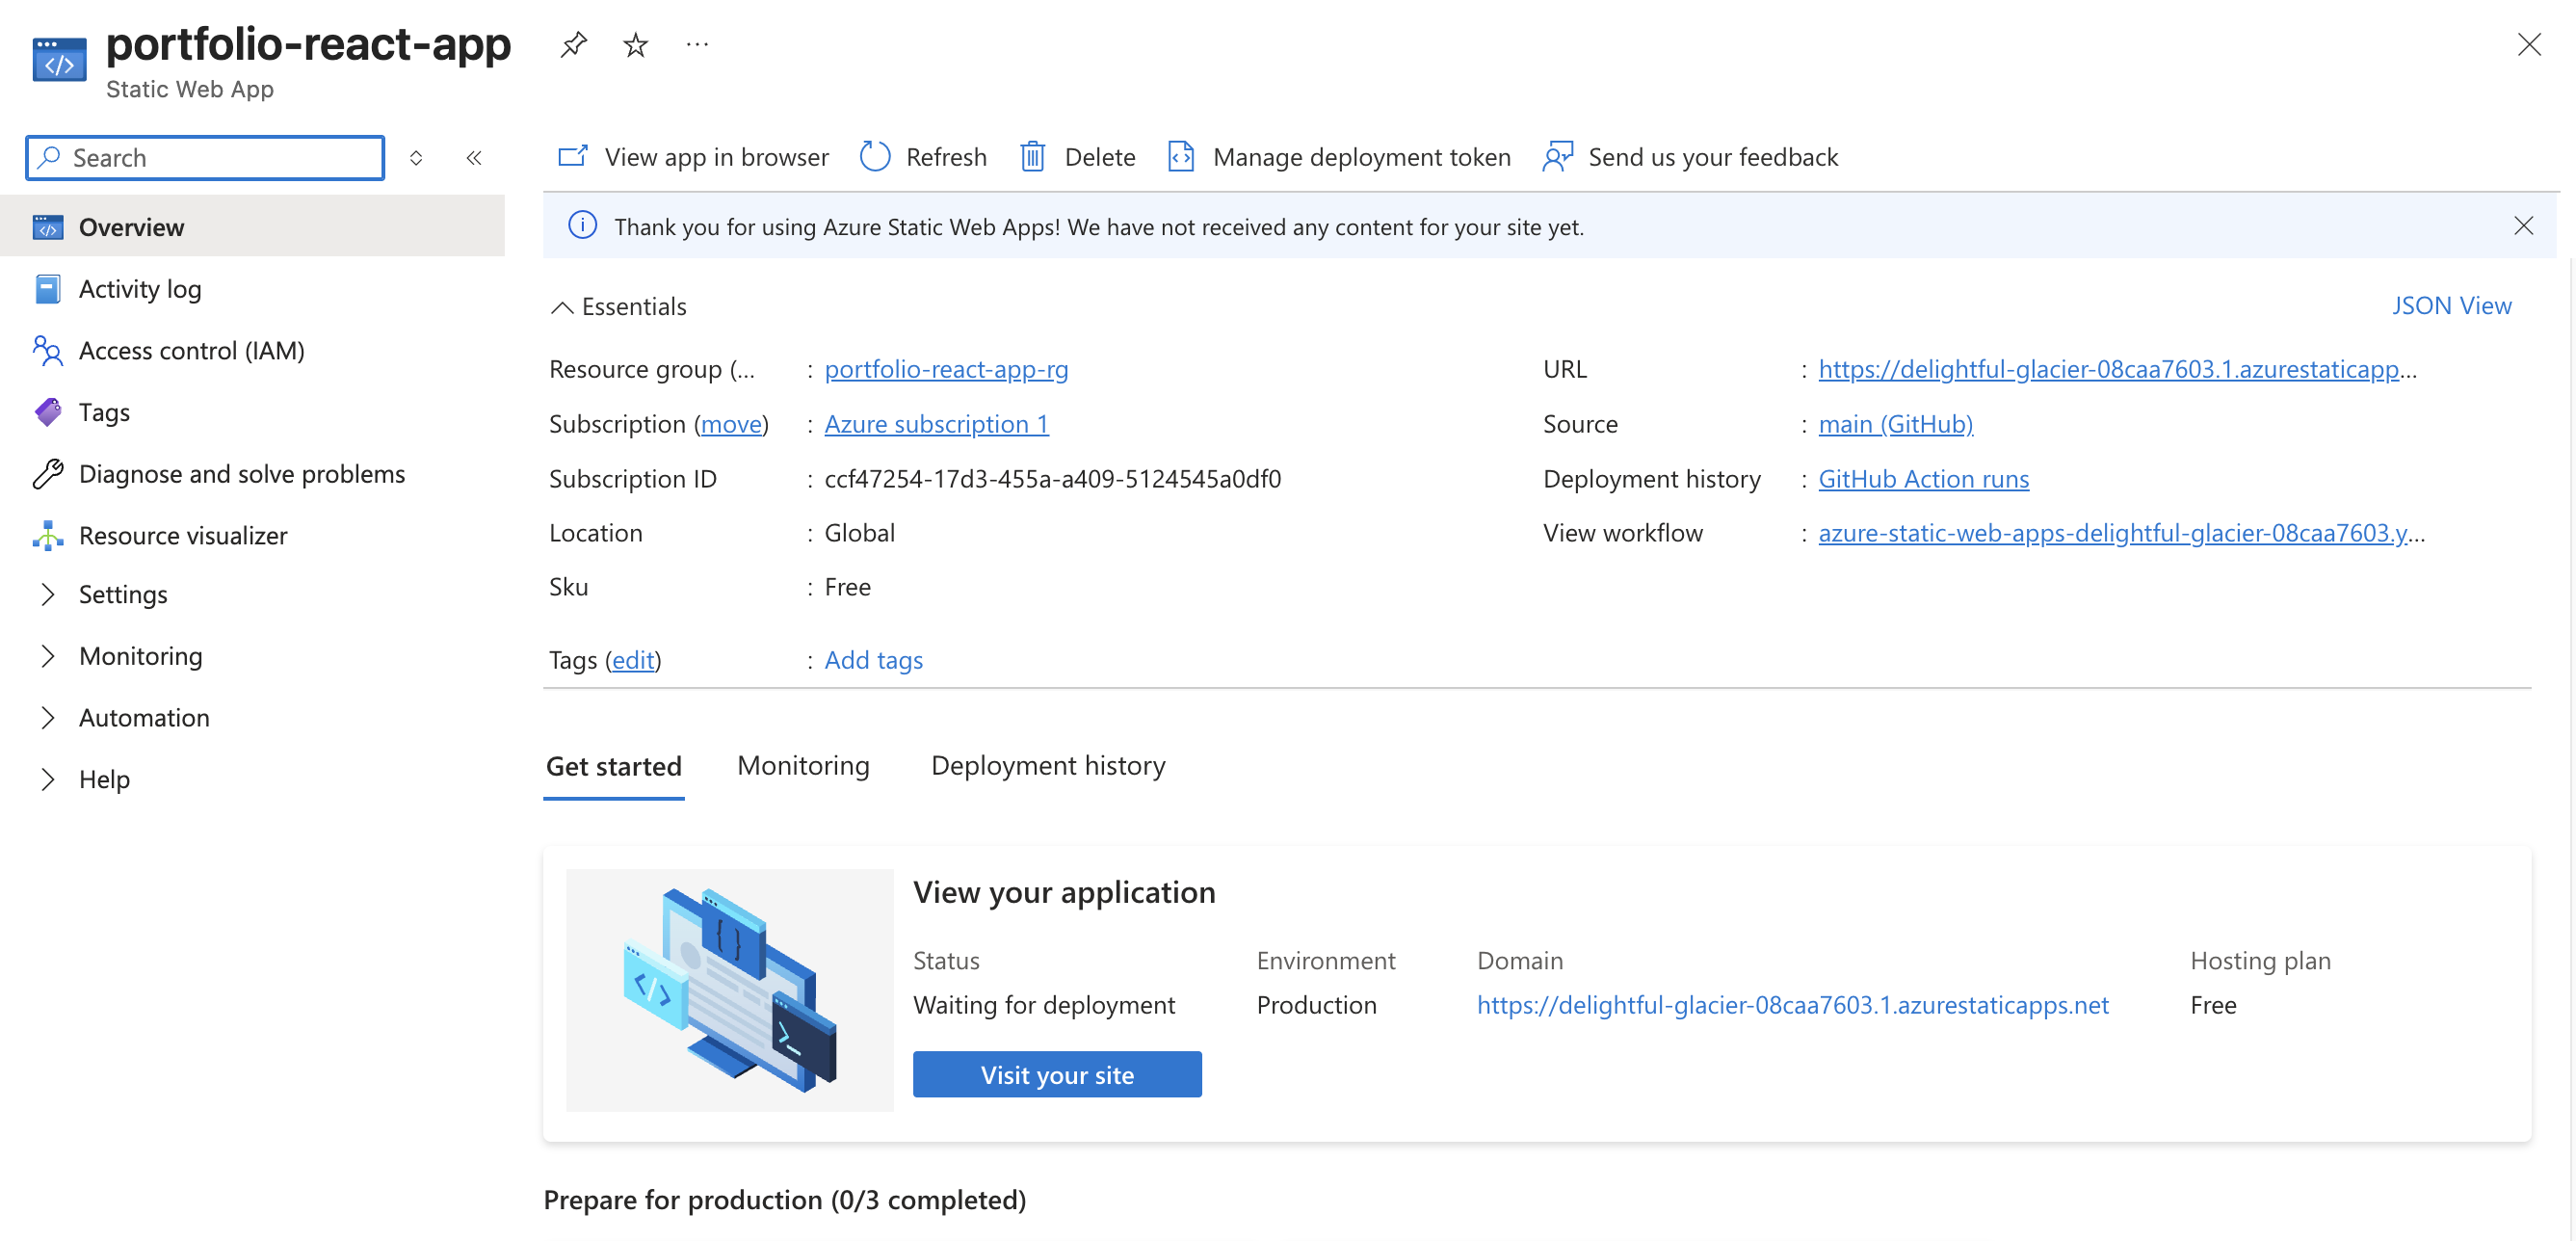 portfolio-react-app
Static Web App
Search
View app in browser
Refresh
Delete
Manage deployment token
Send us your feedback
Overview
Activity log
Access control (IAM)
Tags
Diagnose and solve problems
Resource visualizer
Settings
Monitoring
Automation
Help
Thank you for using Azure Static Web Apps! We have not received any content for your site yet.
Essentials
JSON View
Resource group (... : portfolio-react-app-rg
Subscription (move) : Azure subscription 1
Subscription ID : ccf47254-17d3-455a-a409-5124545a0df0
Location : Global
Sku : Free
Tags (edit) : Add tags
URL : https://delightful-glacier-08caa7603.1.azurestaticapp...
Source : main (GitHub)
Deployment history : GitHub Action runs
View workflow : azure-static-web-apps-delightful-glacier-08caa7603.y...
Get started
Monitoring
Deployment history
View your application
Status
Waiting for deployment
Environment
Production
Domain
https://delightful-glacier-08caa7603.1.azurestaticapps.net
Hosting plan
Free
Visit your site
Prepare for production (0/3 completed)